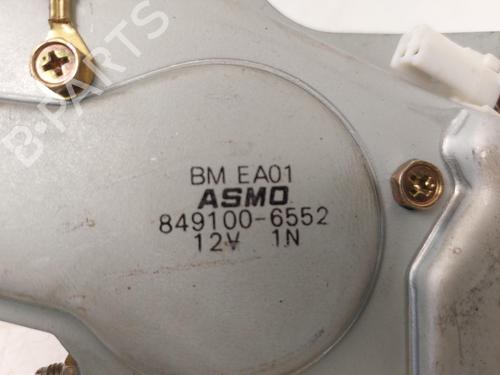 B-PARTS
BM EA01
ASMO
849100-6552
12V 1N